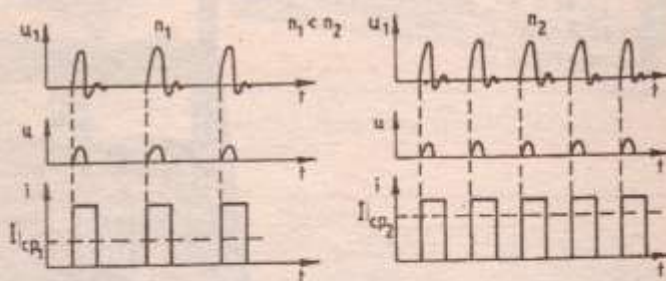 u₁ n₁ n₁ < n₂ u₁ n₂
t t
u u
t t
i i
Iср₁ Iср₂
t t